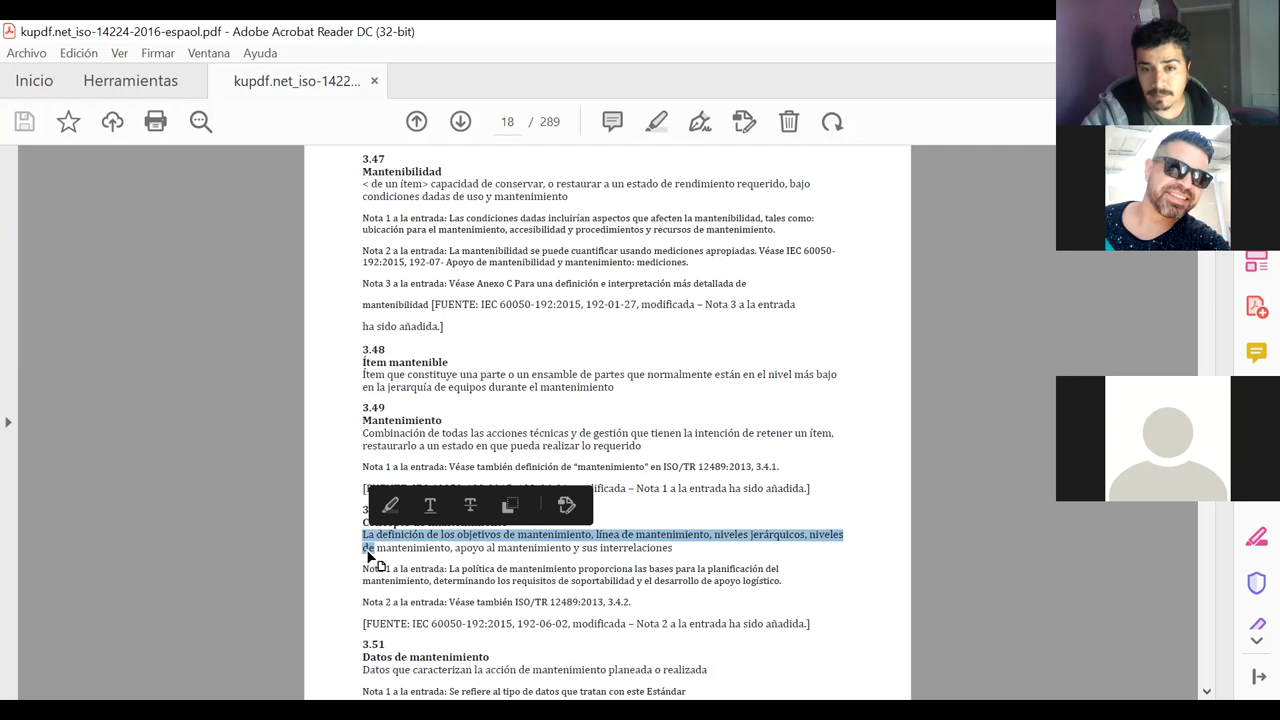 kupdf.net_iso-14224-2016-espaol.pdf - Adobe Acrobat Reader DC (32-bit)
Archivo Edición Ver Firmar Ventana Ayuda
Inicio Herramientas kupdf.net_iso-1422... ×
18 / 289
3.47
Mantenibilidad
< de un ítem> capacidad de conservar, o restaurar a un estado de rendimiento requerido, bajo
condiciones dadas de uso y mantenimiento
Nota 1 a la entrada: Las condiciones dadas incluirían aspectos que afecten la mantenibilidad, tales como:
ubicación para el mantenimiento, accesibilidad y procedimientos y recursos de mantenimiento.
Nota 2 a la entrada: La mantenibilidad se puede cuantificar usando mediciones apropiadas. Véase IEC 60050-
192:2015, 192-07- Apoyo de mantenibilidad y mantenimiento: mediciones.
Nota 3 a la entrada: Véase Anexo C Para una definición e interpretación más detallada de
mantenibilidad [FUENTE: IEC 60050-192:2015, 192-01-27, modificada – Nota 3 a la entrada
ha sido añadida.]
3.48
Ítem mantenible
Ítem que constituye una parte o un ensamble de partes que normalmente están en el nivel más bajo
en la jerarquía de equipos durante el mantenimiento
3.49
Mantenimiento
Combinación de todas las acciones técnicas y de gestión que tienen la intención de retener un ítem,
restaurarlo a un estado en que pueda realizar lo requerido
Nota 1 a la entrada: Véase también definición de “mantenimiento” en ISO/TR 12489:2013, 3.4.1.
– Nota 1 a la entrada ha sido añadida.]
La definición de los objetivos de mantenimiento, línea de mantenimiento, niveles jerárquicos, niveles
de mantenimiento, apoyo al mantenimiento y sus interrelaciones
Nota 1 a la entrada: La política de mantenimiento proporciona las bases para la planificación del
mantenimiento, determinando los requisitos de soportabilidad y el desarrollo de apoyo logístico.
Nota 2 a la entrada: Véase también ISO/TR 12489:2013, 3.4.2.
[FUENTE: IEC 60050-192:2015, 192-06-02, modificada – Nota 2 a la entrada ha sido añadida.]
3.51
Datos de mantenimiento
Datos que caracterizan la acción de mantenimiento planeada o realizada
Nota 1 a la entrada: Se refiere al tipo de datos que tratan con este Estándar